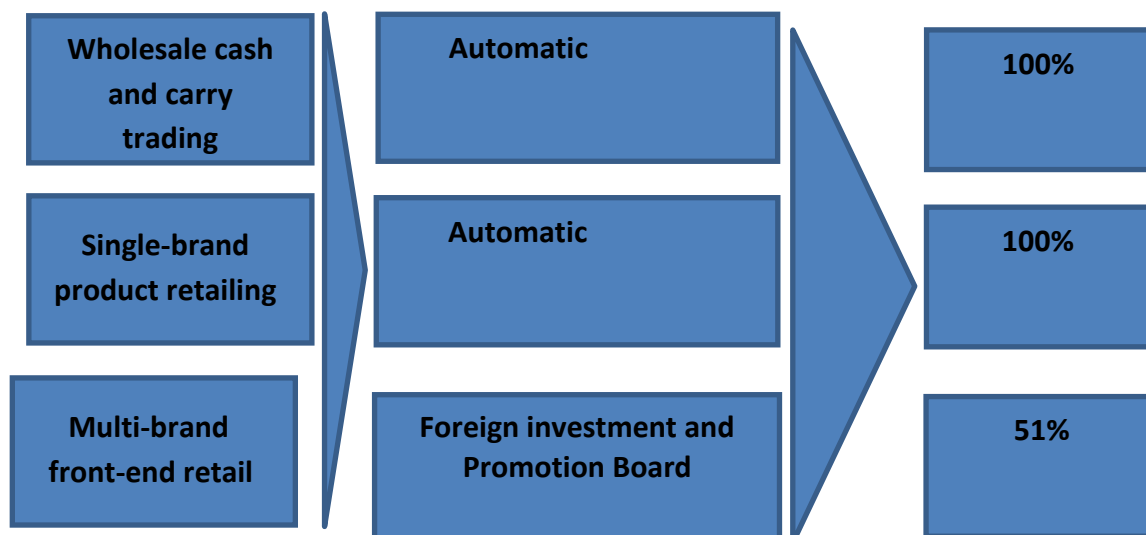 Wholesale cash
and carry
trading
Automatic
100%
Single-brand
product retailing
Automatic
100%
Multi-brand
front-end retail
Foreign investment and
Promotion Board
51%